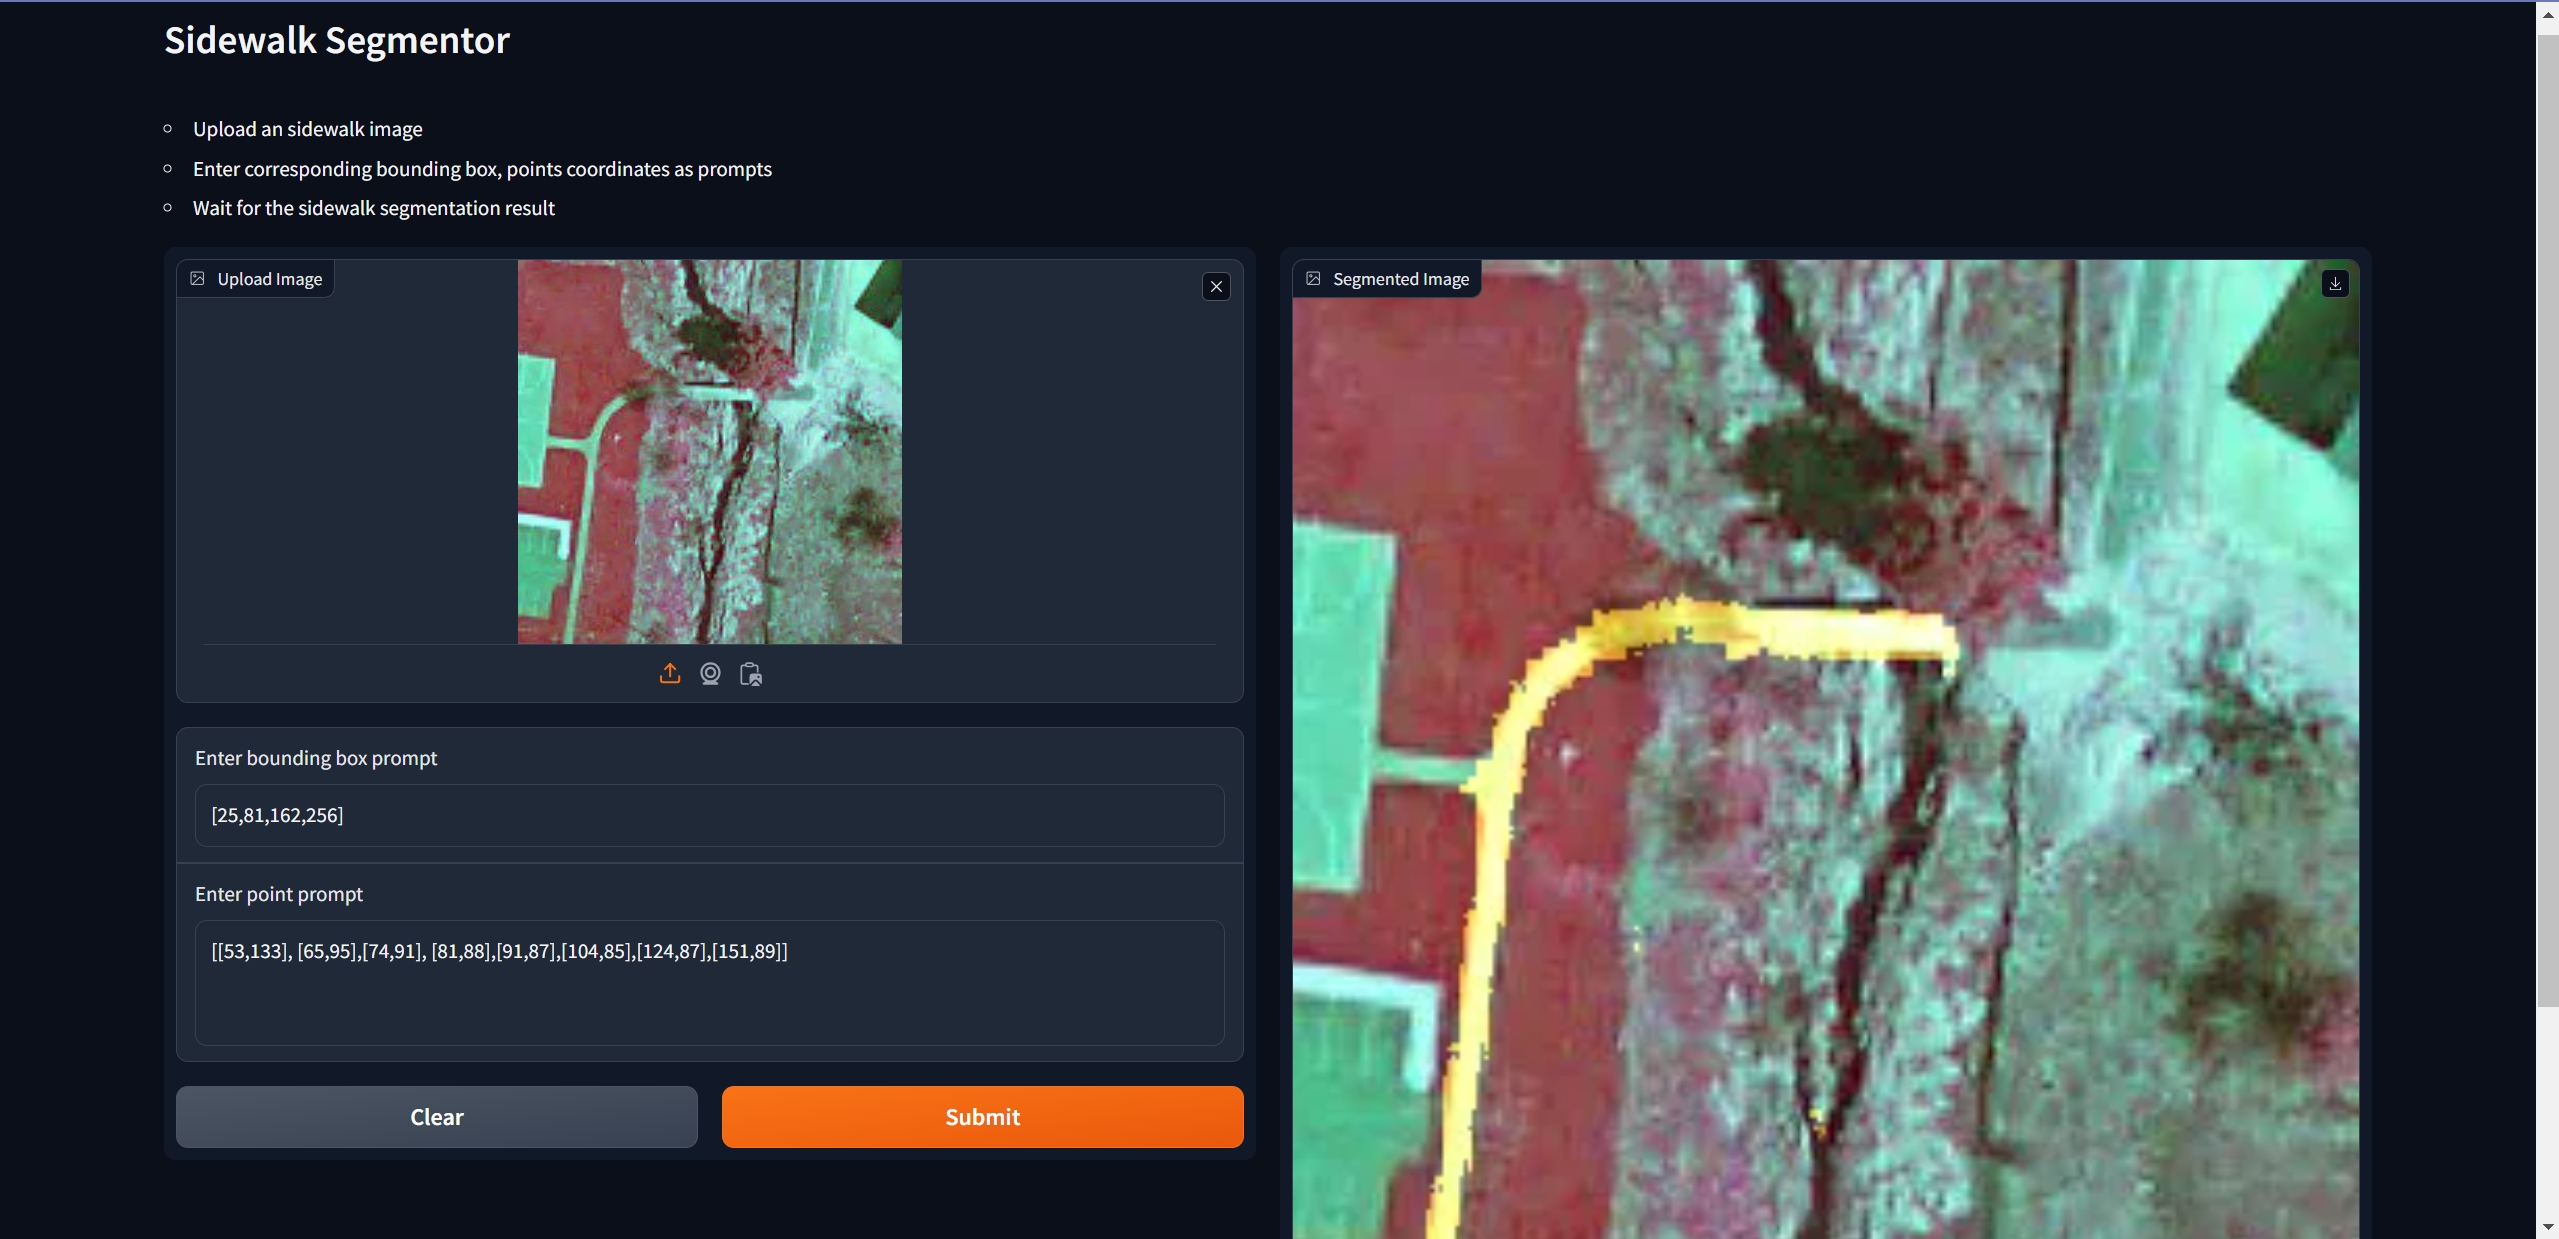 Sidewalk Segmentor
Upload an sidewalk image
Enter corresponding bounding box, points coordinates as prompts
Wait for the sidewalk segmentation result
Upload Image
Enter bounding box prompt
[25,81,162,256]
Enter point prompt
[[53,133], [65,95],[74,91], [81,88],[91,87],[104,85],[124,87],[151,89]]
Clear
Submit
Segmented Image